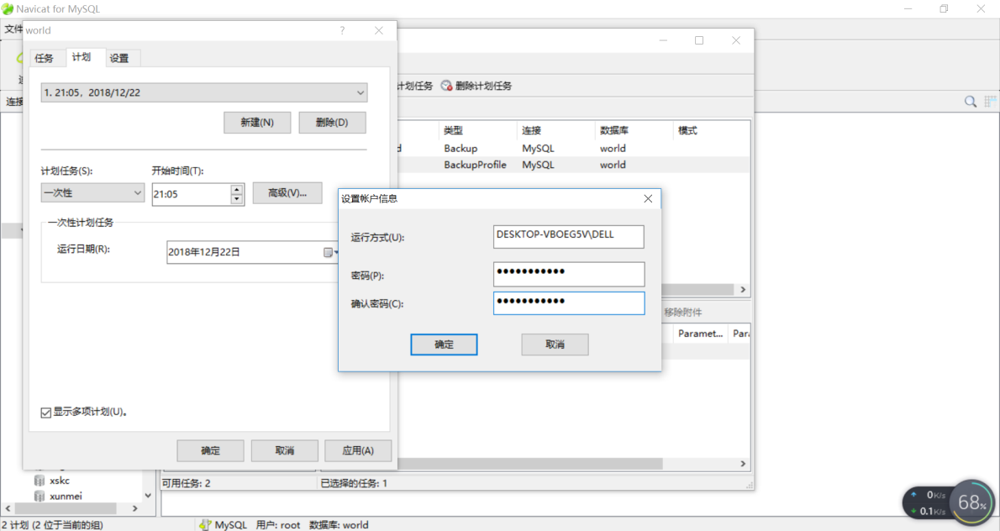 Navicat for MySQL
文件
world
任务 计划 设置
计划任务 删除计划任务
连接
1. 21:05，2018/12/22
新建(N) 删除(D)
类型 连接 数据库 模式
Backup MySQL world
BackupProfile MySQL world
计划任务(S): 开始时间(T):
一次性 21:05 高级(V)...
一次性计划任务
运行日期(R): 2018年12月22日
设置帐户信息
运行方式(U): DESKTOP-VBOEG5V\DELL
密码(P): ●●●●●●●●●●●
确认密码(C): ●●●●●●●●●●●
确定 取消
移除附件
Paramet...
显示多项计划(U)。
确定 取消 应用(A)
xskc
xunmei
可用任务: 2 已选择的任务: 1
0K/s
0.1K/s
68%
2 计划 (2 位于当前的组) MySQL 用户: root 数据库: world